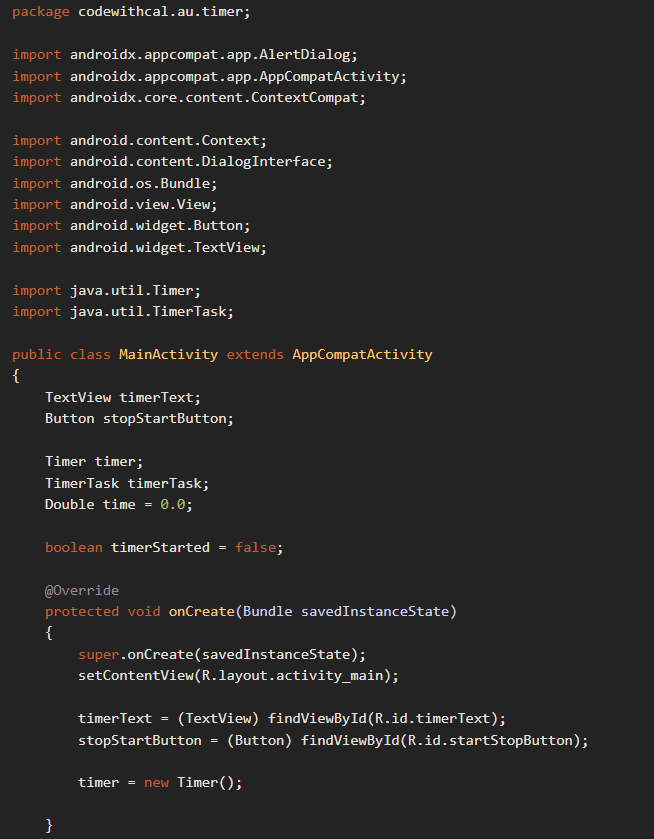 package codewithcal.au.timer;
import androidx.appcompat.app.AlertDialog;
import androidx.appcompat.app.AppCompatActivity;
import androidx.core.content.ContextCompat;
import android.content.Context;
import android.content.DialogInterface;
import android.os.Bundle;
import android.view.View;
import android.widget.Button;
import android.widget.TextView;
import java.util.Timer;
import java.util.TimerTask;
public class MainActivity extends AppCompatActivity
{
    TextView timerText;
    Button stopStartButton;
    Timer timer;
    TimerTask timerTask;
    Double time = 0.0;
    boolean timerStarted = false;
    @Override
    protected void onCreate(Bundle savedInstanceState)
    {
        super.onCreate(savedInstanceState);
        setContentView(R.layout.activity_main);
        timerText = (TextView) findViewById(R.id.timerText);
        stopStartButton = (Button) findViewById(R.id.startStopButton);
        timer = new Timer();
    }